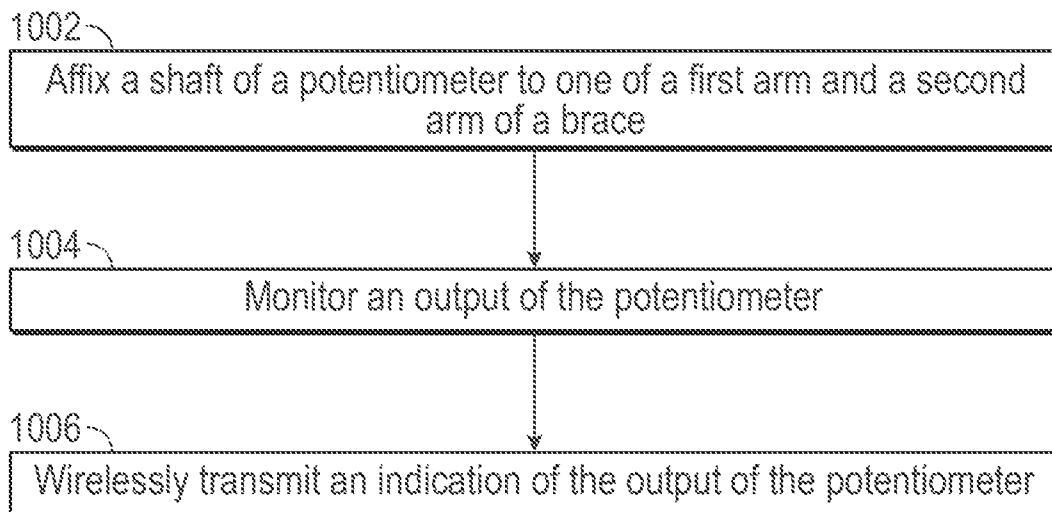 1002
Affix a shaft of a potentiometer to one of a first arm and a second
arm of a brace
1004
Monitor an output of the potentiometer
1006
Wirelessly transmit an indication of the output of the potentiometer